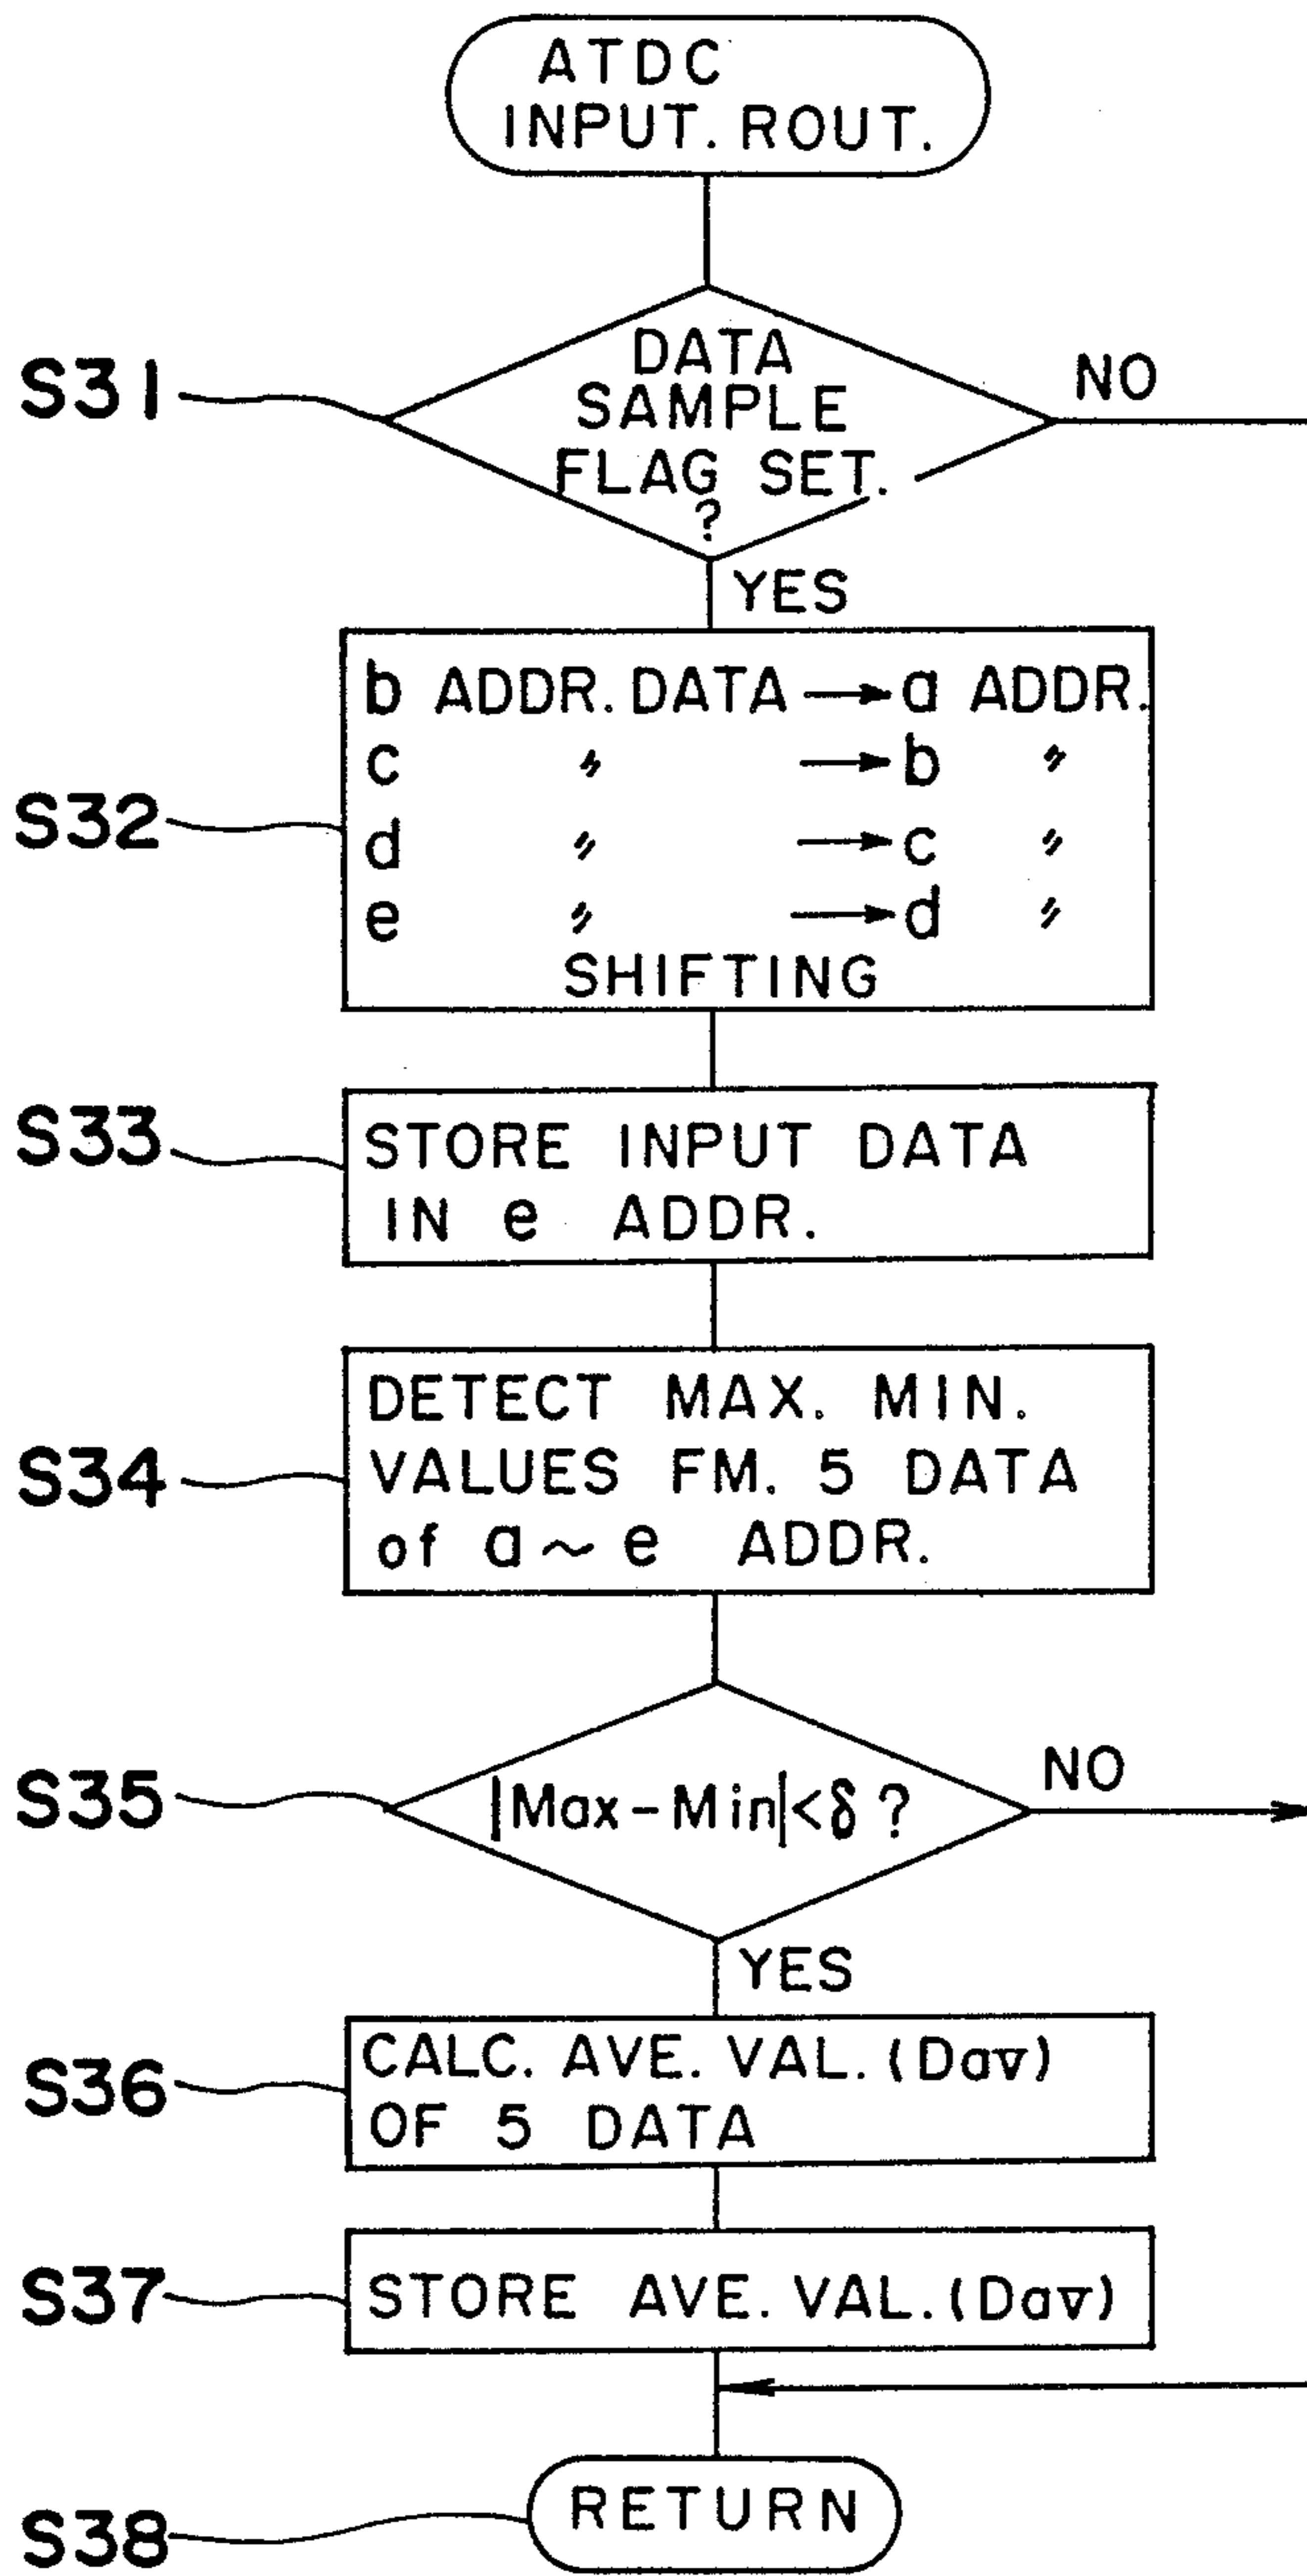 ATDC
INPUT. ROUT.
S31
DATA
SAMPLE
FLAG SET.
?
NO
YES
S32
b ADDR. DATA → a ADDR.
c 〃 → b 〃
d 〃 → c 〃
e 〃 → d 〃
SHIFTING
S33
STORE INPUT DATA
IN e ADDR.
S34
DETECT MAX. MIN.
VALUES FM. 5 DATA
of a ~ e ADDR.
S35
|Max-Min|<δ ?
NO
YES
S36
CALC. AVE. VAL. (Dav)
OF 5 DATA
S37
STORE AVE. VAL. (Dav)
S38
RETURN